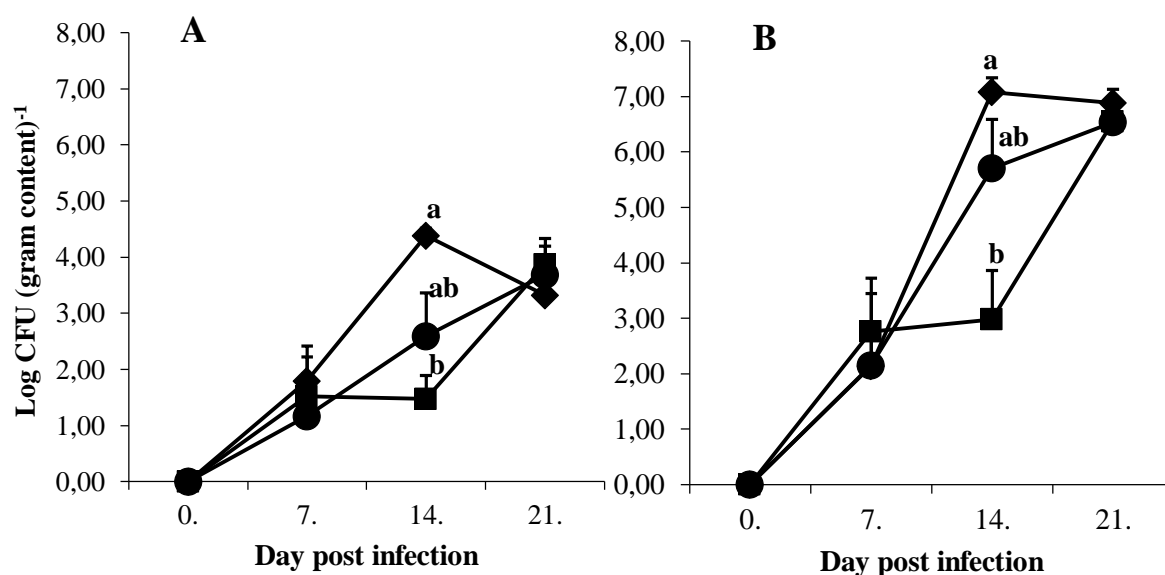 A
8,00
7,00
6,00
5,00
4,00
3,00
2,00
1,00
0,00
Log CFU (gram content)-1
a
ab
b
0. 7. 14. 21.
Day post infection
B
8,00
7,00
6,00
5,00
4,00
3,00
2,00
1,00
0,00
a
ab
b
0. 7. 14. 21.
Day post infection